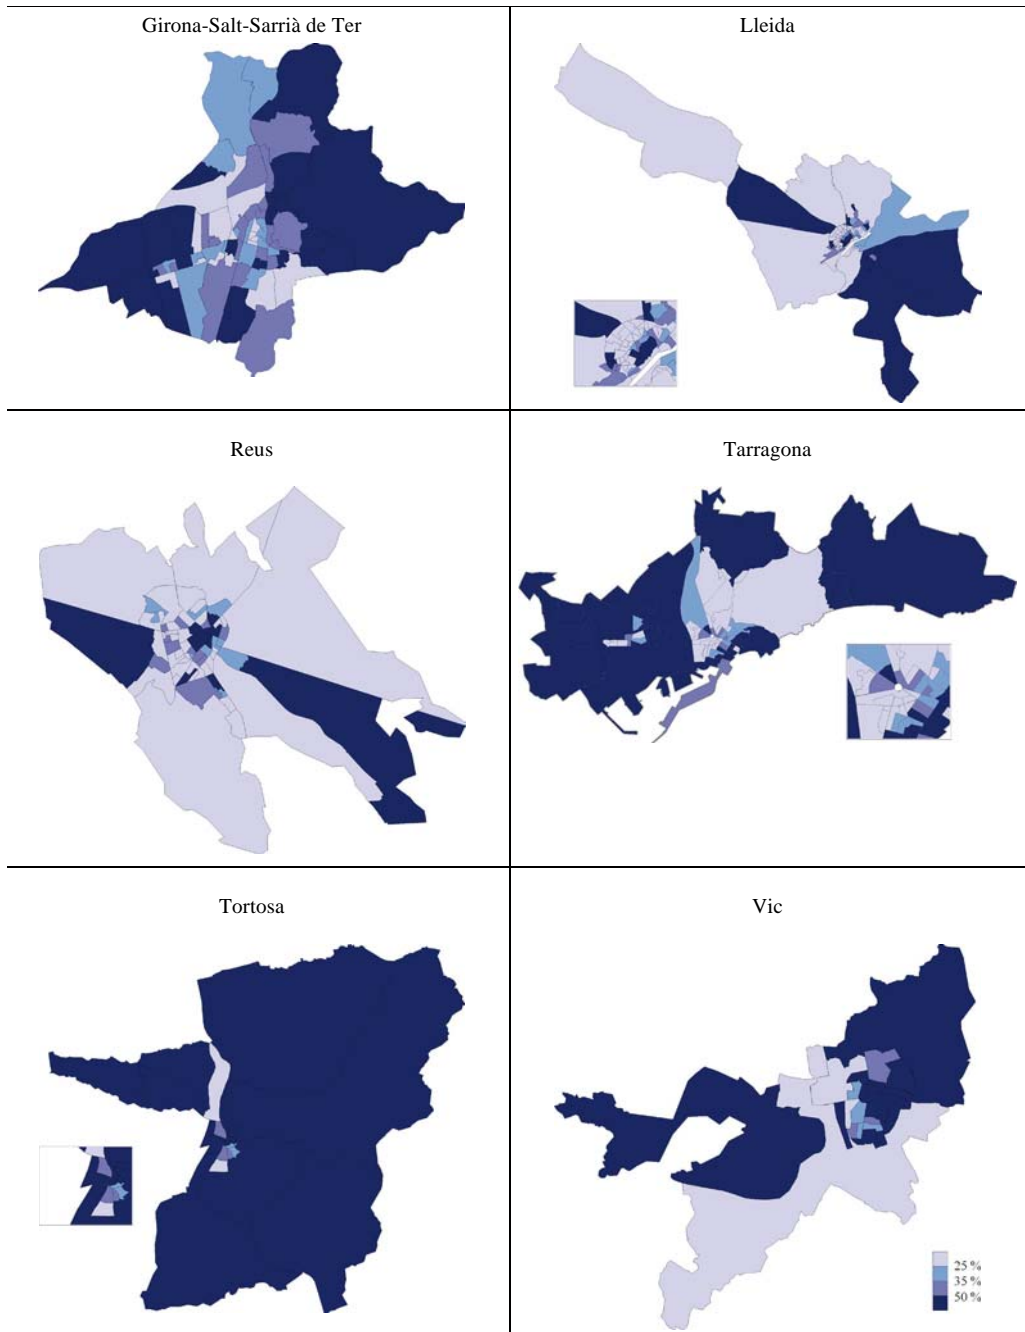 Girona-Salt-Sarrià de Ter
Lleida
Reus
Tarragona
Tortosa
Vic
25 %
35 %
50 %